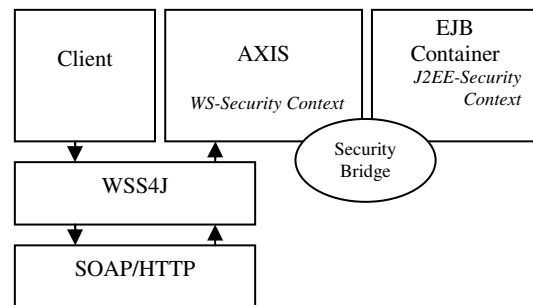 Client
AXIS
WS-Security Context
EJB
Container
J2EE-Security
Context
Security
Bridge
WSS4J
SOAP/HTTP